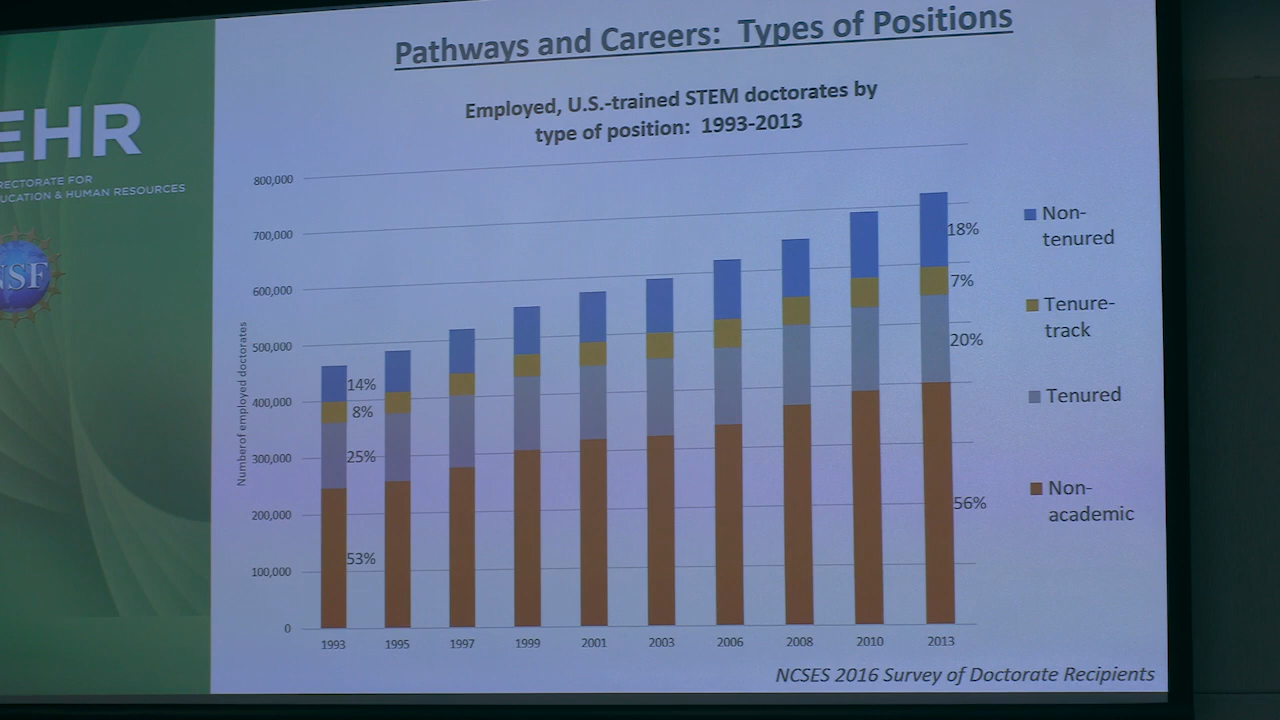 Pathways and Careers: Types of Positions
EHR
RECTORATE FOR
UCATION & HUMAN RESOURCES
NSF
Employed, U.S.-trained STEM doctorates by
type of position: 1993-2013
Numberof employed doctorates
800,000
700,000
600,000
500,000
400,000
300,000
200,000
100,000
0
14%
8%
25%
53%
18%
7%
20%
56%
1993 1995 1997 1999 2001 2003 2006 2008 2010 2013
Non-
tenured
Tenure-
track
Tenured
Non-
academic
NCSES 2016 Survey of Doctorate Recipients